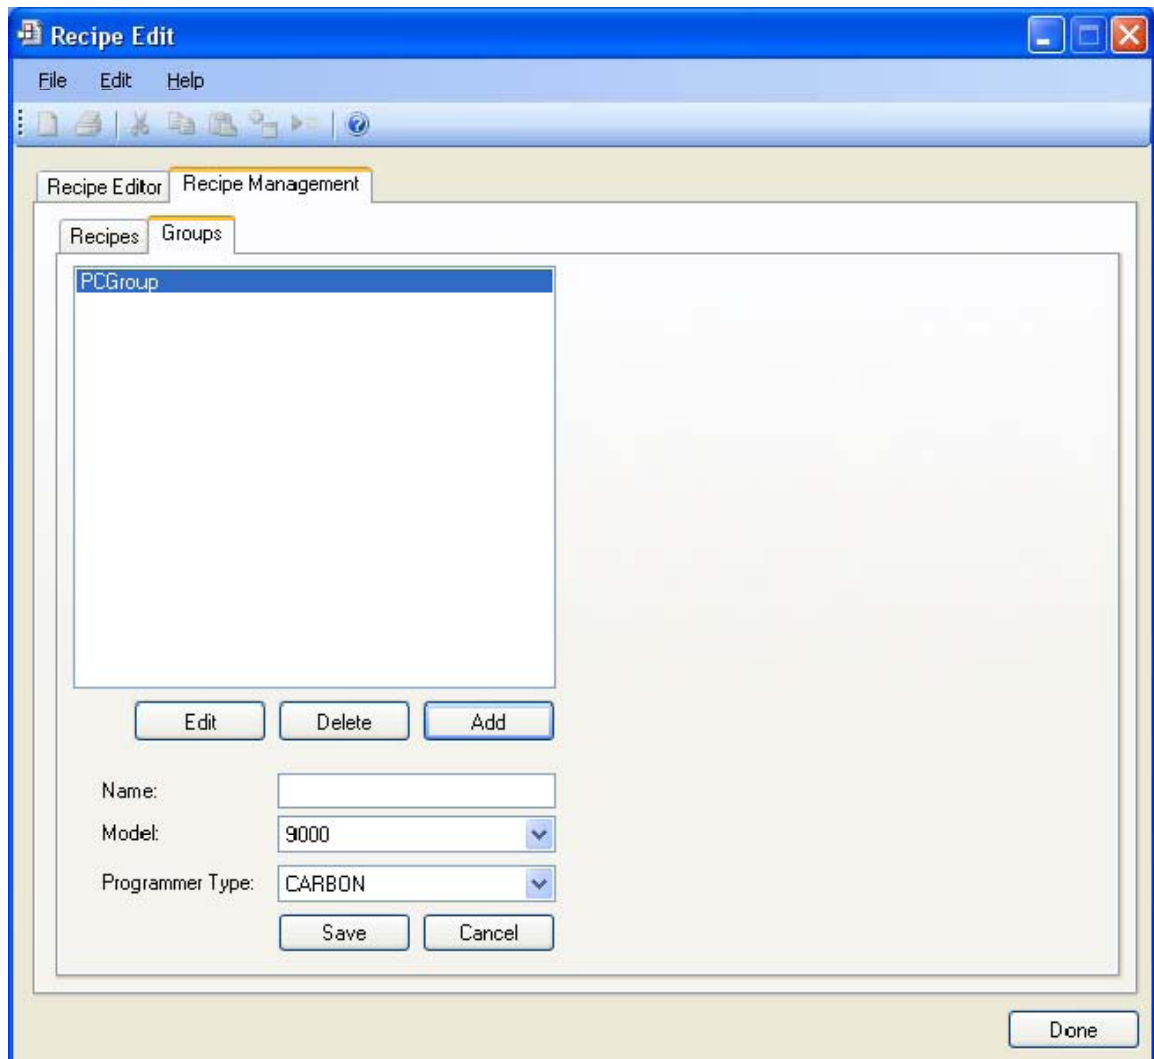 Recipe Edit
File Edit Help
Recipe Editor Recipe Management
Recipes Groups
PCGroup
Edit Delete Add
Name:
Model: 9000
Programmer Type: CARBON
Save Cancel
Done